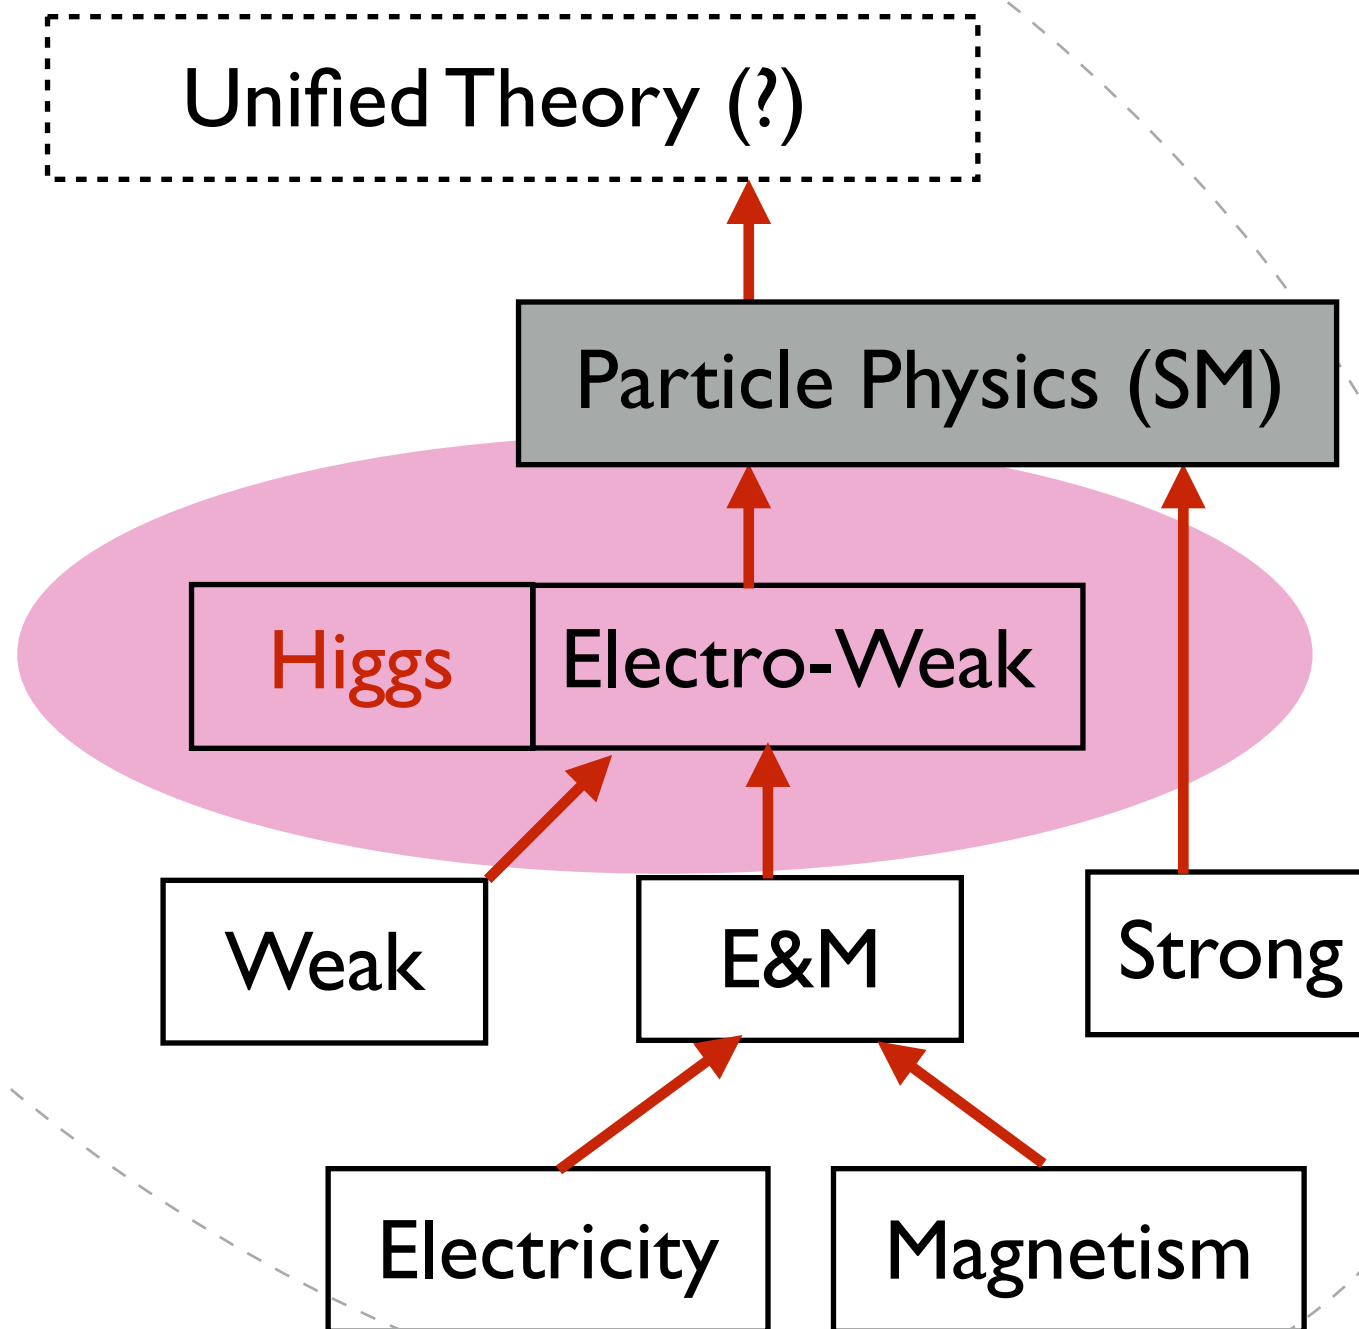 Unified Theory (?)
Particle Physics (SM)
Higgs
Electro-Weak
Weak
E&M
Strong
Electricity
Magnetism